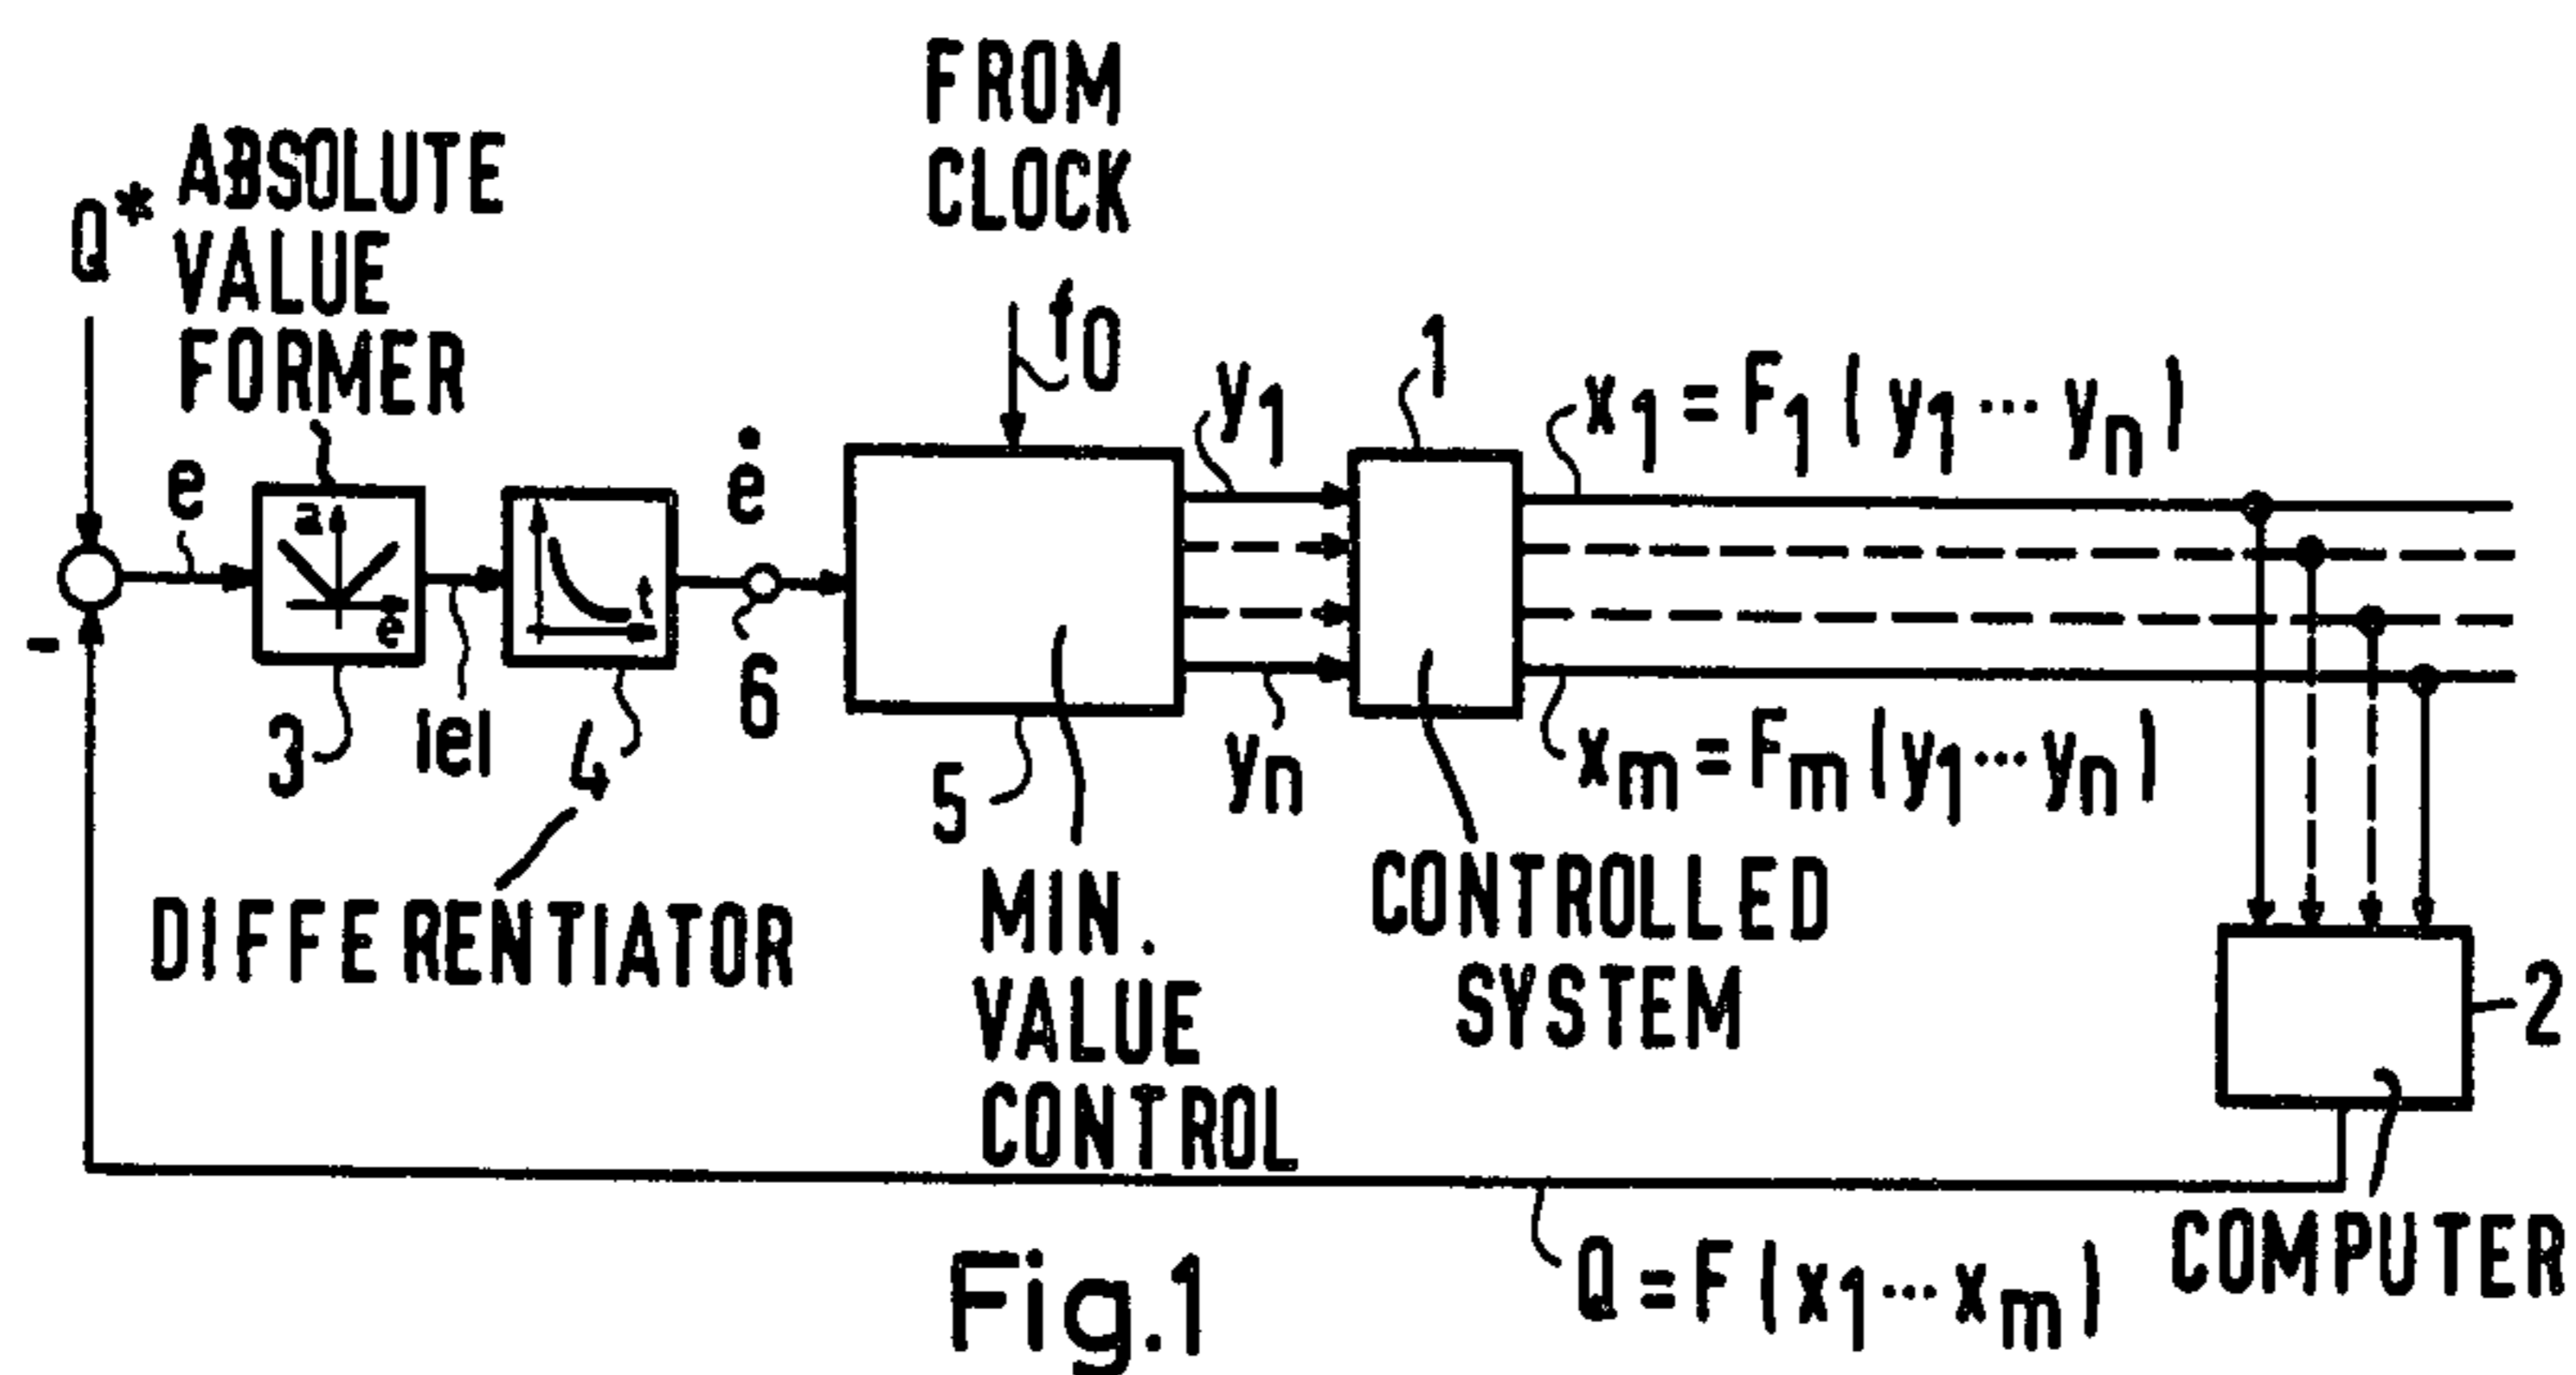 FROM
CLOCK
Q*
ABSOLUTE
VALUE
FORMER
f0
e
a
e
3
|e|
t
4
DIFFERENTIATOR
ė
6
5
MIN.
VALUE
CONTROL
y1
yn
1
CONTROLLED
SYSTEM
x1 = F1 ( y1 ... yn )
xm = Fm ( y1 ... yn )
2
COMPUTER
-
Q = F ( x1 ... xm )
Fig.1